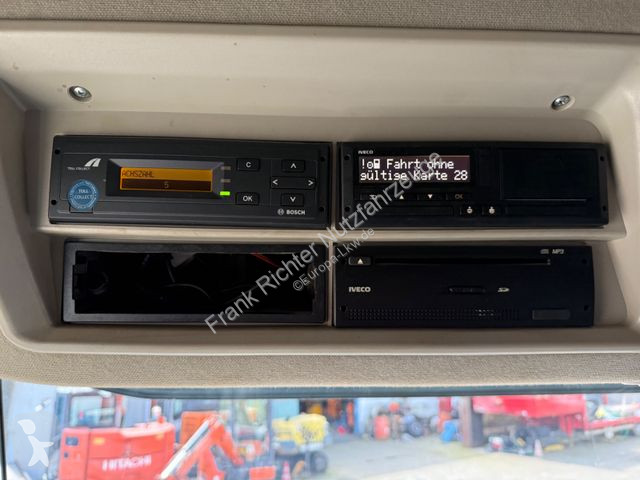 TOLL COLLECT
ACHSZAHL
5
C
OK
BOSCH
TOLL
COLLECT
IVECO
!o Fahrt ohne
gültige Karte 28
OK
MP3
IVECO
Frank Richter Nutzfahrzeuge
©Europa-Lkw.de
HITACHI